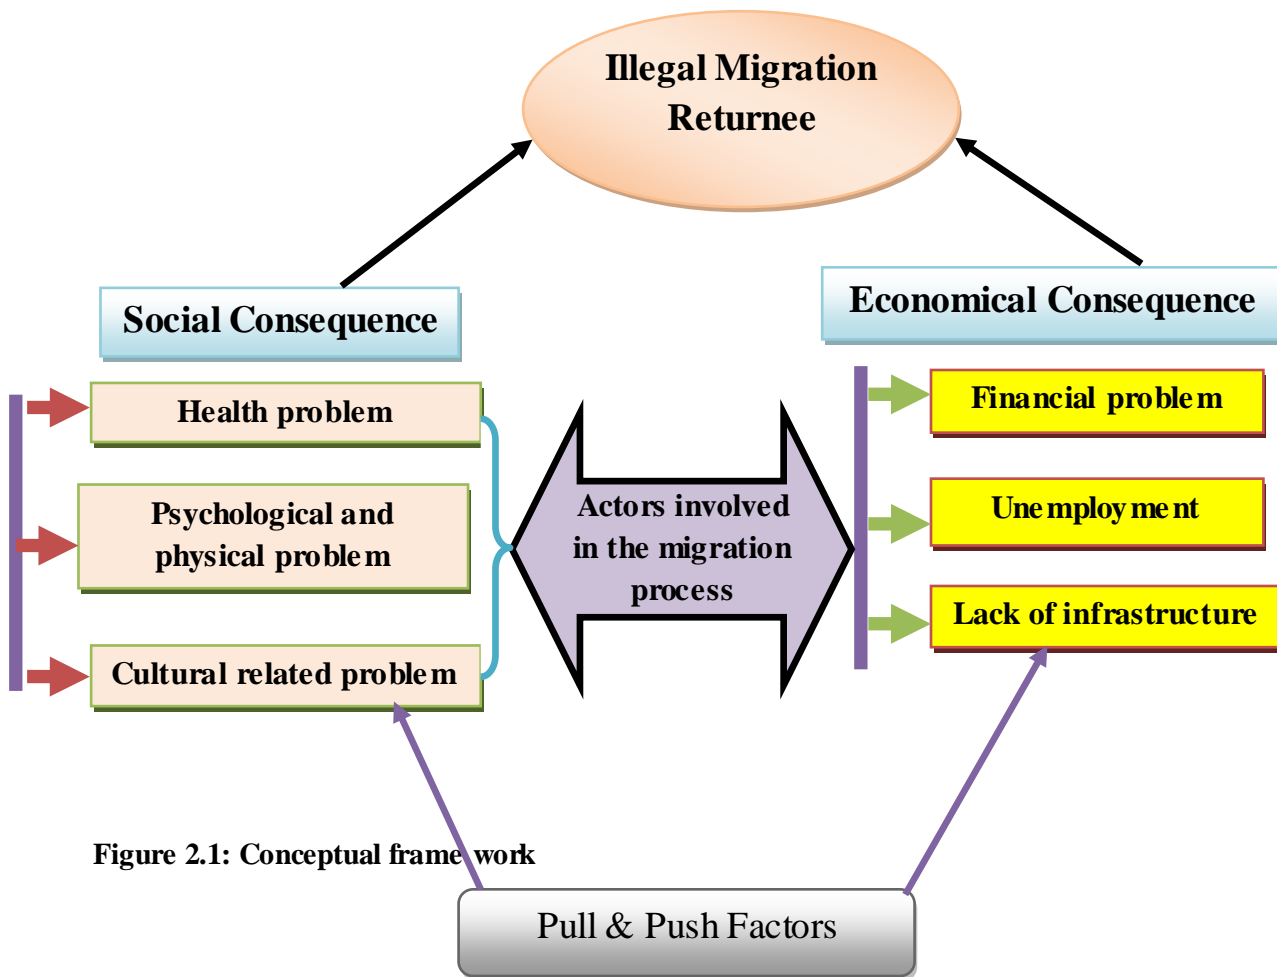 Illegal Migration
Returnee
Social Consequence
Economical Consequence
Health problem
Psychological and
physical problem
Cultural related problem
Actors involved
in the migration
process
Financial problem
Unemployment
Lack of infrastructure
Figure 2.1: Conceptual frame work
Pull & Push Factors